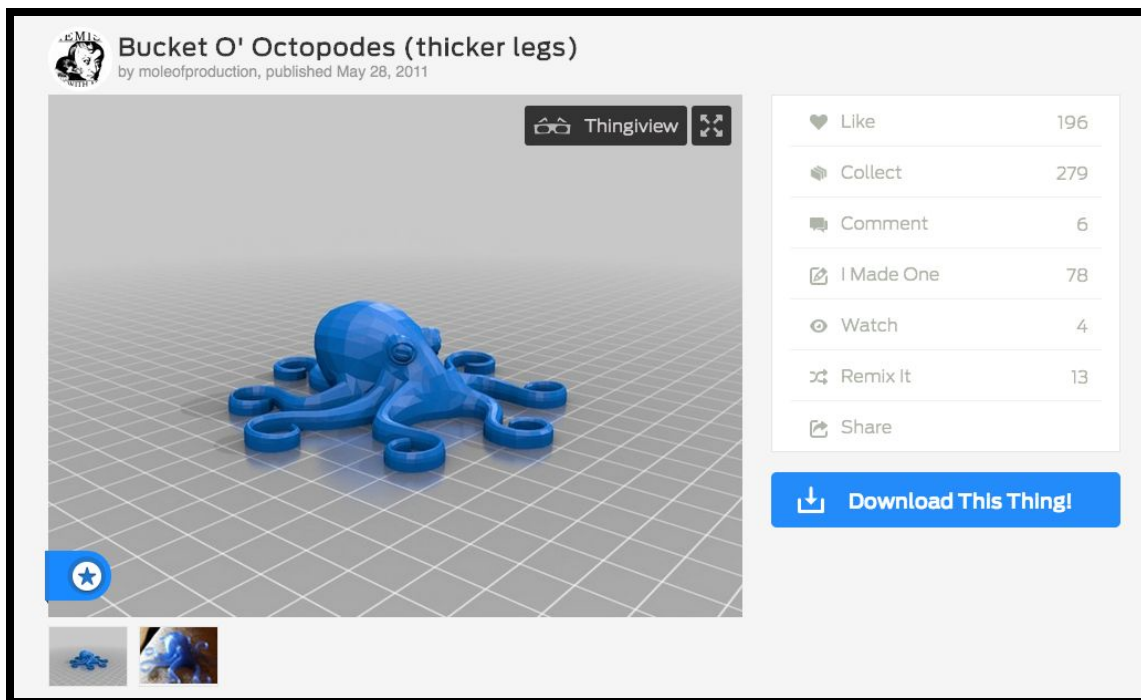 Bucket O' Octopodes (thicker legs)
by moleofproduction, published May 28, 2011
Thingiview
Like 196
Collect 279
Comment 6
I Made One 78
Watch 4
Remix It 13
Share
Download This Thing!